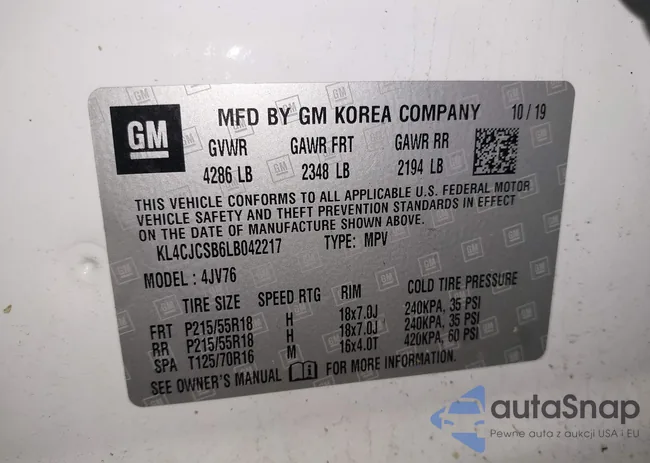 GM
MFD BY GM KOREA COMPANY 10/19
GVWR GAWR FRT GAWR RR
4286 LB 2348 LB 2194 LB
THIS VEHICLE CONFORMS TO ALL APPLICABLE U.S. FEDERAL MOTOR
VEHICLE SAFETY AND THEFT PREVENTION STANDARDS IN EFFECT
ON THE DATE OF MANUFACTURE SHOWN ABOVE.
KL4CJCSB6LB042217 TYPE: MPV
MODEL: 4JV76
TIRE SIZE SPEED RTG RIM COLD TIRE PRESSURE
FRT P215/55R18 H 18x7.0J 240KPA, 35 PSI
RR P215/55R18 H 18x7.0J 240KPA, 35 PSI
SPA T125/70R16 M 16x4.0T 420KPA, 60 PSI
SEE OWNER'S MANUAL FOR MORE INFORMATION.
autaSnap
Pewne auta z aukcji USA i EU